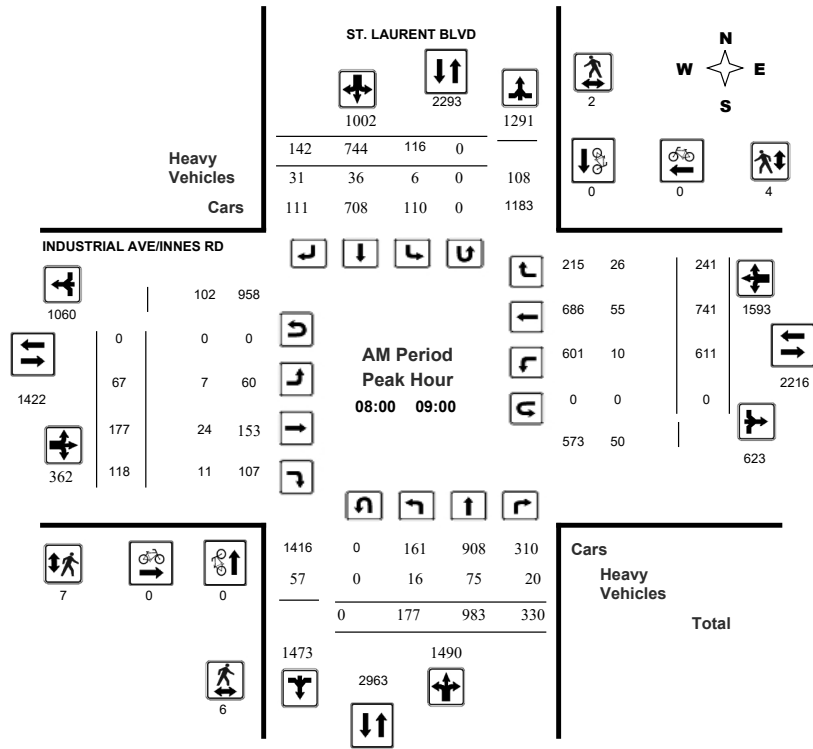 ST. LAURENT BLVD
N
W E
S
2293
2
1002 1291
142 744 116 0
Heavy
Vehicles
31 36 6 0 108
0 0 4
Cars 111 708 110 0 1183
INDUSTRIAL AVE/INNES RD
215 26 241
102 958
1060 1593
686 55 741
0 0 0
AM Period
601 10 611
67 7 60
Peak Hour
1422 2216
08:00 09:00
0 0 0
177 24 153
573 50
623
118 11 107
362
1416 0 161 908 310 Cars
57 0 16 75 20 Heavy
Vehicles
7 0 0
0 177 983 330 Total
1473 1490
2963
6